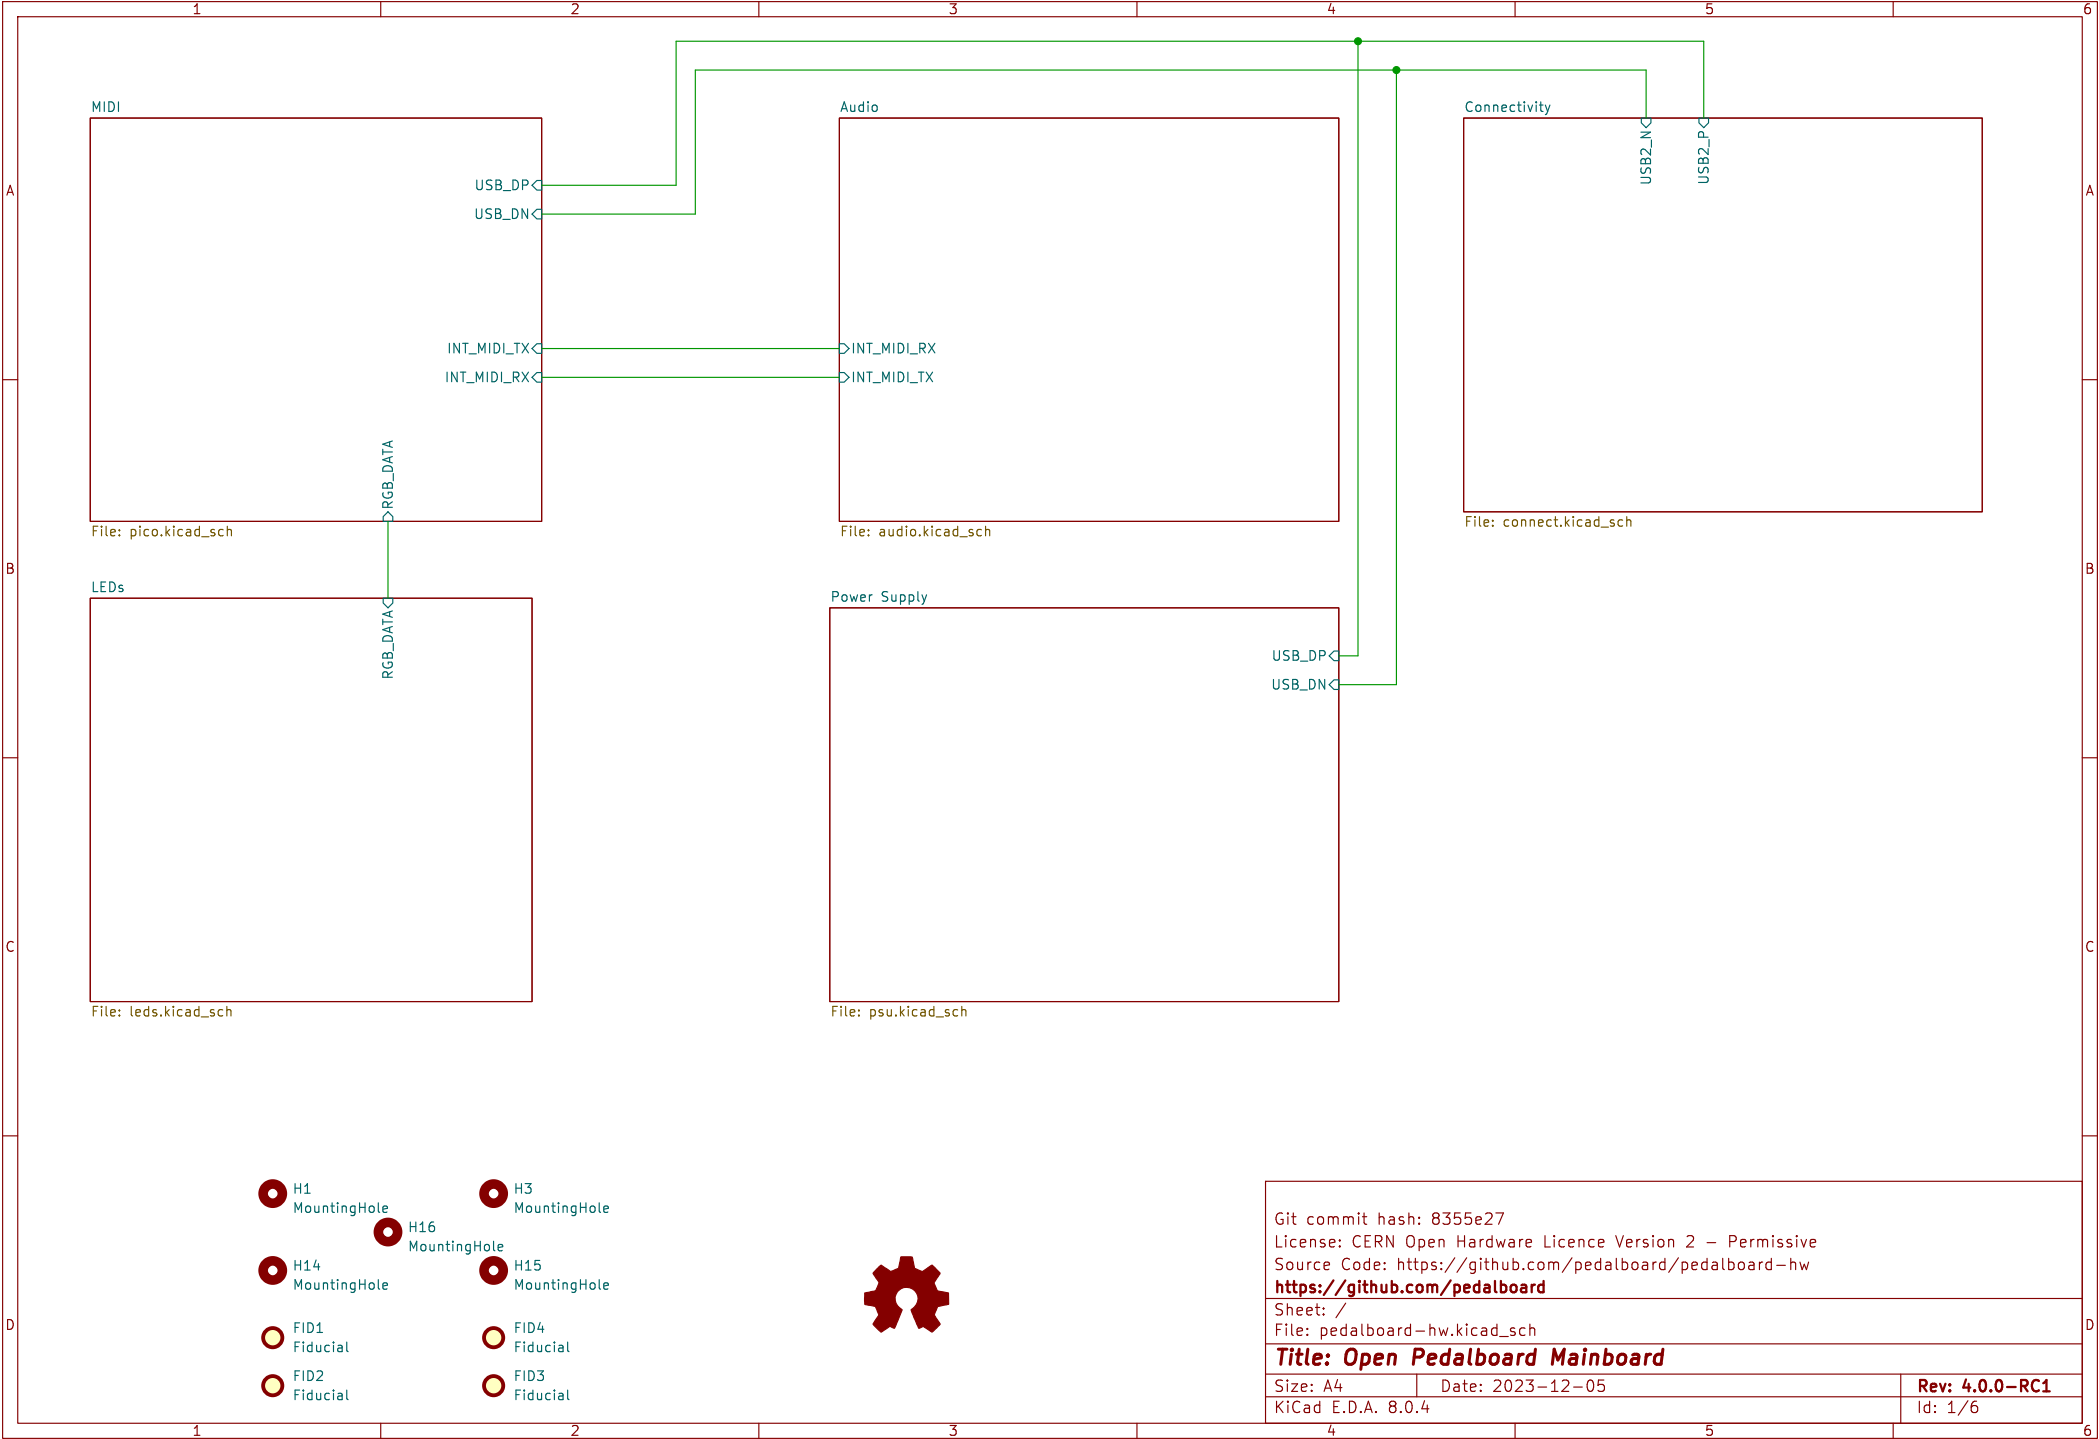 1 2 3 4 5 6
A A
B B
C C
D D
MIDI
USB_DP
USB_DN
INT_MIDI_TX
INT_MIDI_RX
RGB_DATA
File: pico.kicad_sch
Audio
INT_MIDI_RX
INT_MIDI_TX
File: audio.kicad_sch
Connectivity
USB2_N
USB2_P
File: connect.kicad_sch
LEDs
RGB_DATA
File: leds.kicad_sch
Power Supply
USB_DP
USB_DN
File: psu.kicad_sch
H1
MountingHole
H3
MountingHole
H16
MountingHole
H14
MountingHole
H15
MountingHole
FID1
Fiducial
FID4
Fiducial
FID2
Fiducial
FID3
Fiducial
Git commit hash: 8355e27
License: CERN Open Hardware Licence Version 2 - Permissive
Source Code: https://github.com/pedalboard/pedalboard-hw
https://github.com/pedalboard
Sheet: /
File: pedalboard-hw.kicad_sch
Title: Open Pedalboard Mainboard
Size: A4 Date: 2023-12-05 Rev: 4.0.0-RC1
KiCad E.D.A. 8.0.4 Id: 1/6
1 2 3 4 5 6